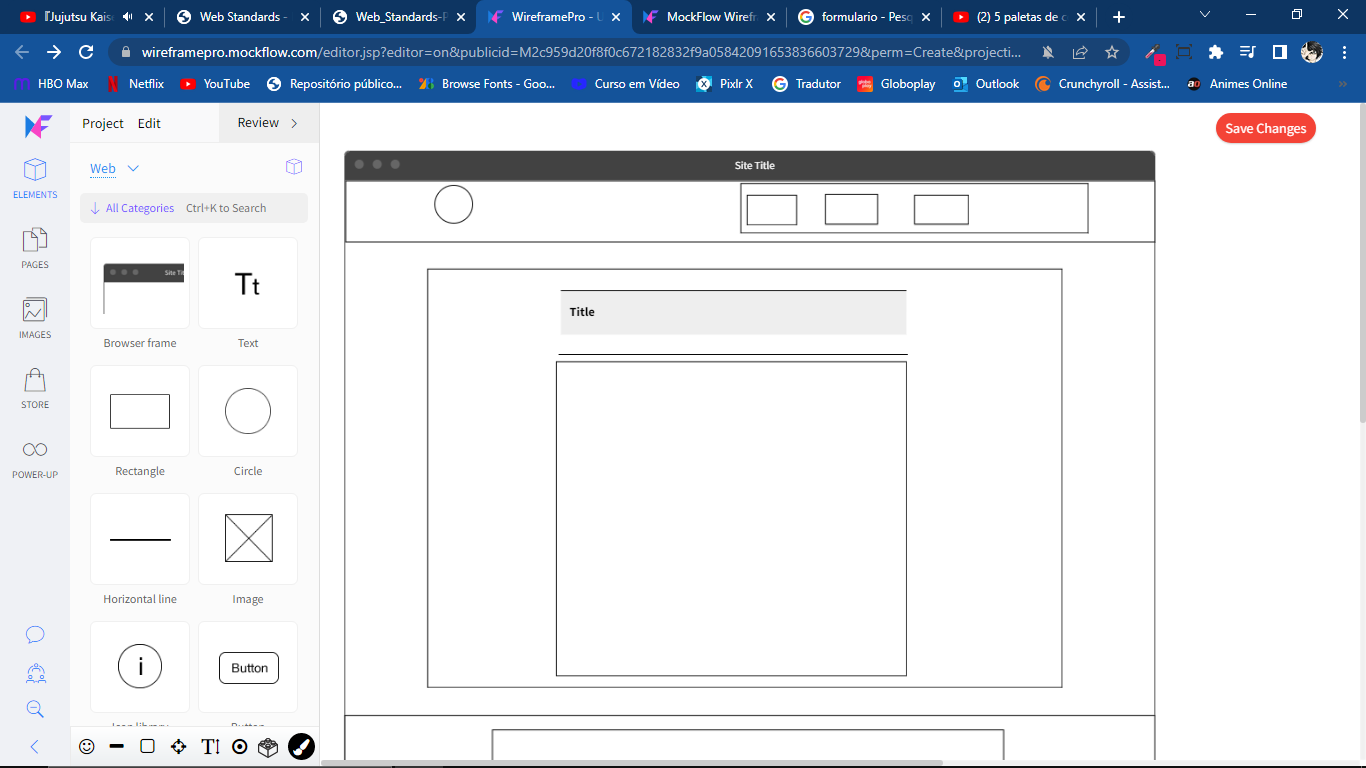 『Jujutsu Kais
Web Standards -
Web_Standards-P
WireframePro - U
MockFlow Wirefr
formulario - Pesq
(2) 5 paletas de c
wireframepro.mockflow.com/editor.jsp?editor=on&publicid=M2c959d20f8f0c672182832f9a05842091653836603729&perm=Create&projecti...
HBO Max
Netflix
YouTube
Repositório público...
Browse Fonts - Goo...
Curso em Vídeo
Pixlr X
Tradutor
Globoplay
Outlook
Crunchyroll - Assist...
Animes Online
»
Project
Edit
Review
Save Changes
ELEMENTS
PAGES
IMAGES
STORE
POWER-UP
Web
All Categories
Ctrl+K to Search
Site Tit
Tt
Browser frame
Text
Rectangle
Circle
Horizontal line
Image
i
Button
Icon library
Button
Site Title
Title